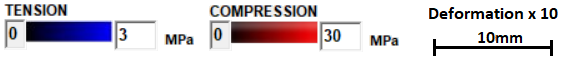 TENSION
0 3 MPa
COMPRESSION
0 30 MPa
Deformation x 10
10mm